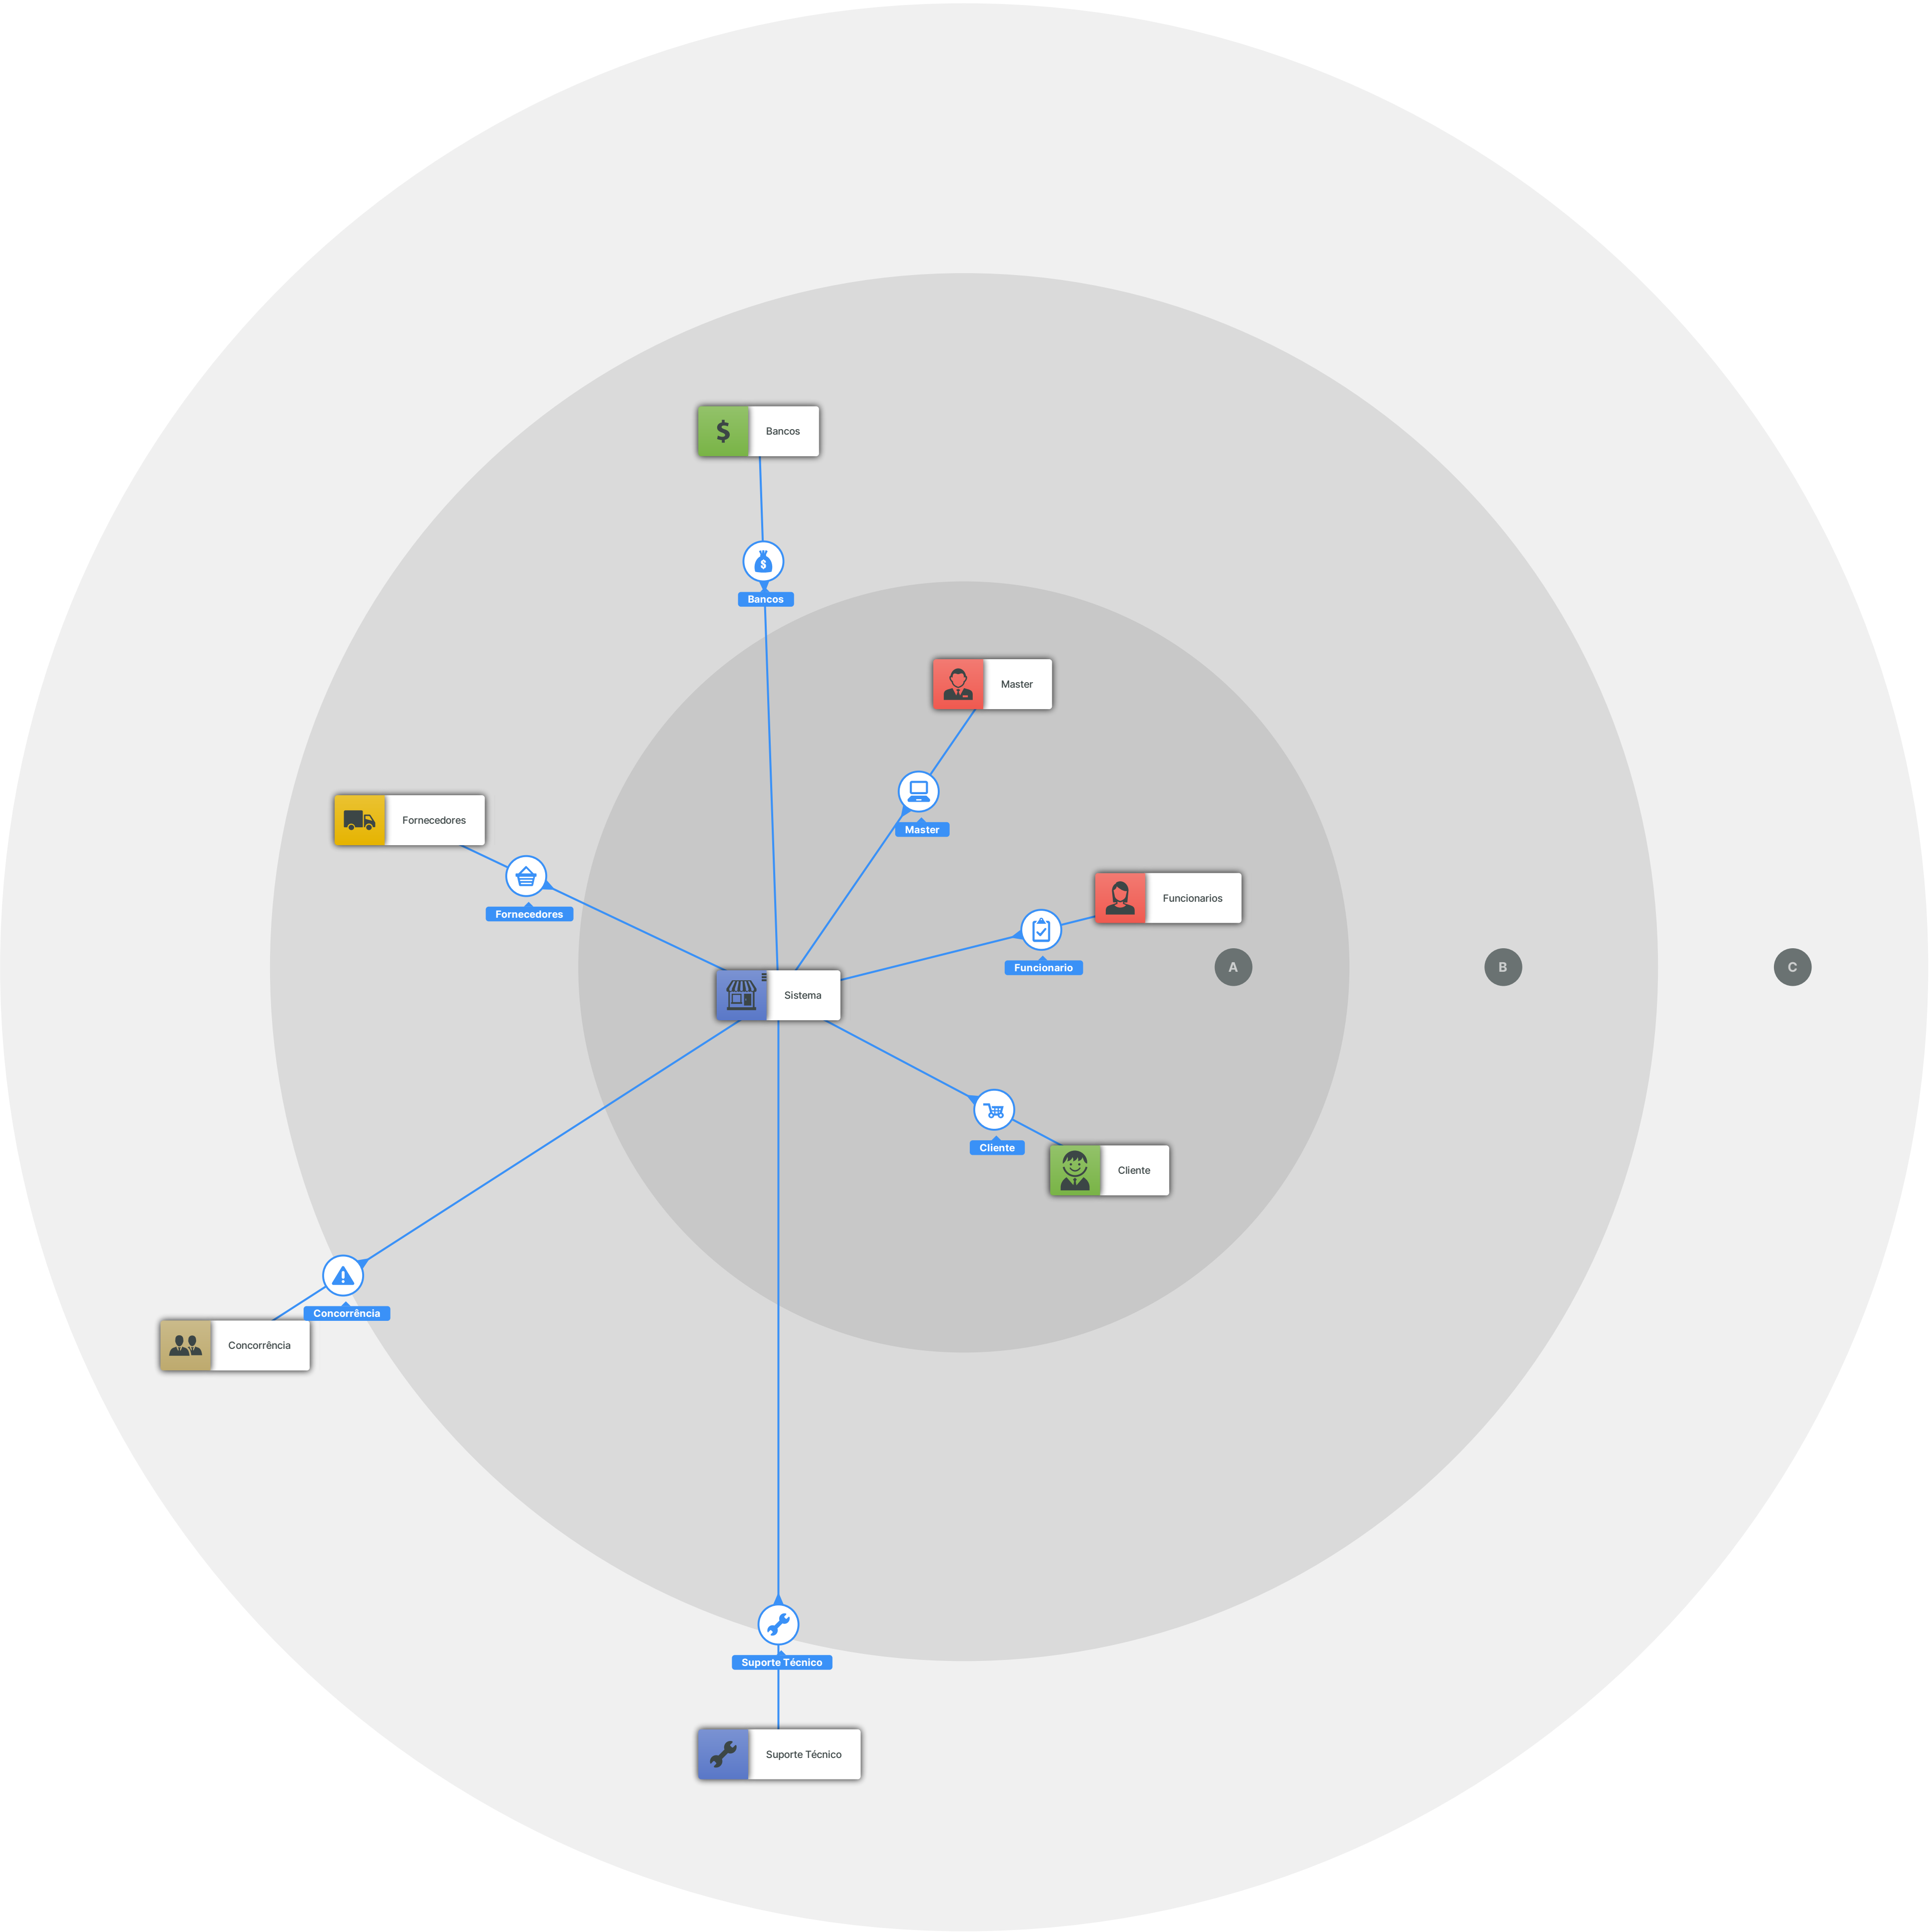 Bancos
Bancos
Master
Master
Fornecedores
Fornecedores
Funcionarios
Funcionario
A
B
C
Sistema
Cliente
Cliente
Concorrência
Concorrência
Suporte Técnico
Suporte Técnico